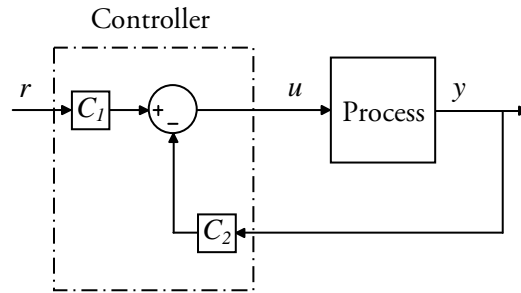 Controller
r
C₁
+
−
u
Process
y
C₂